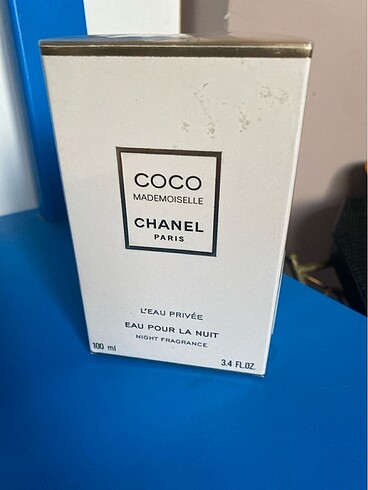 COCO
MADEMOISELLE
CHANEL
PARIS
L'EAU PRIVÉE
EAU POUR LA NUIT
NIGHT FRAGRANCE
100 ml
3.4 FL.OZ.